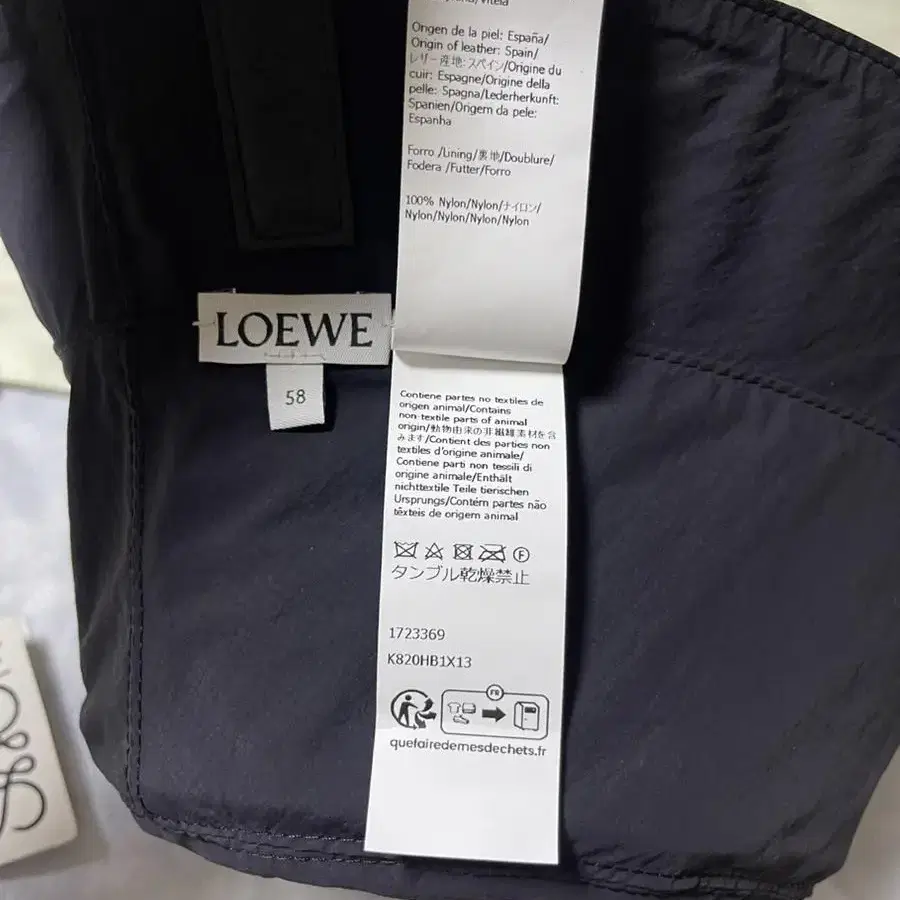 Origen de la piel: España/
Origin of leather: Spain/
レザー産地:スペイン/Origine du
cuir: Espagne/Origine della
pelle: Spagna/Lederherkunft:
Spanien/Origem da pele:
Espanha
Forro /Lining/裏地/Doublure/
Fodera /Futter/Forro
100% Nylon/Nylon/ナイロン/
Nylon/Nylon/Nylon/Nylon
LOEWE
58
Contiene partes no textiles de
origen animal/Contains
non textile parts of animal
origin/動物由来の非繊維素材を含
みます/Contient des parties non
textiles d'origine animale/
Contiene parti non tessili di
origine animale/Enthält
nichttextile Teile tierischen
Ursprungs/Contém partes não
têxteis de origem animal
F
タンブル乾燥禁止
1723369
K820HB1X13
FR
quefairedemesdechets.fr